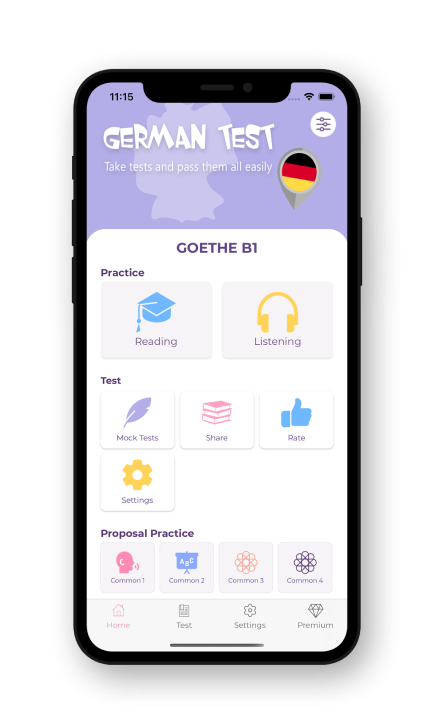 11:15
GERMAN TEST
Take tests and pass them all easily
GOETHE B1
Practice
Reading
Listening
Test
Mock Tests
Share
Rate
Settings
Proposal Practice
C
ABC
Common 1
Common 2
Common 3
Common 4
Home
Test
Settings
Premium